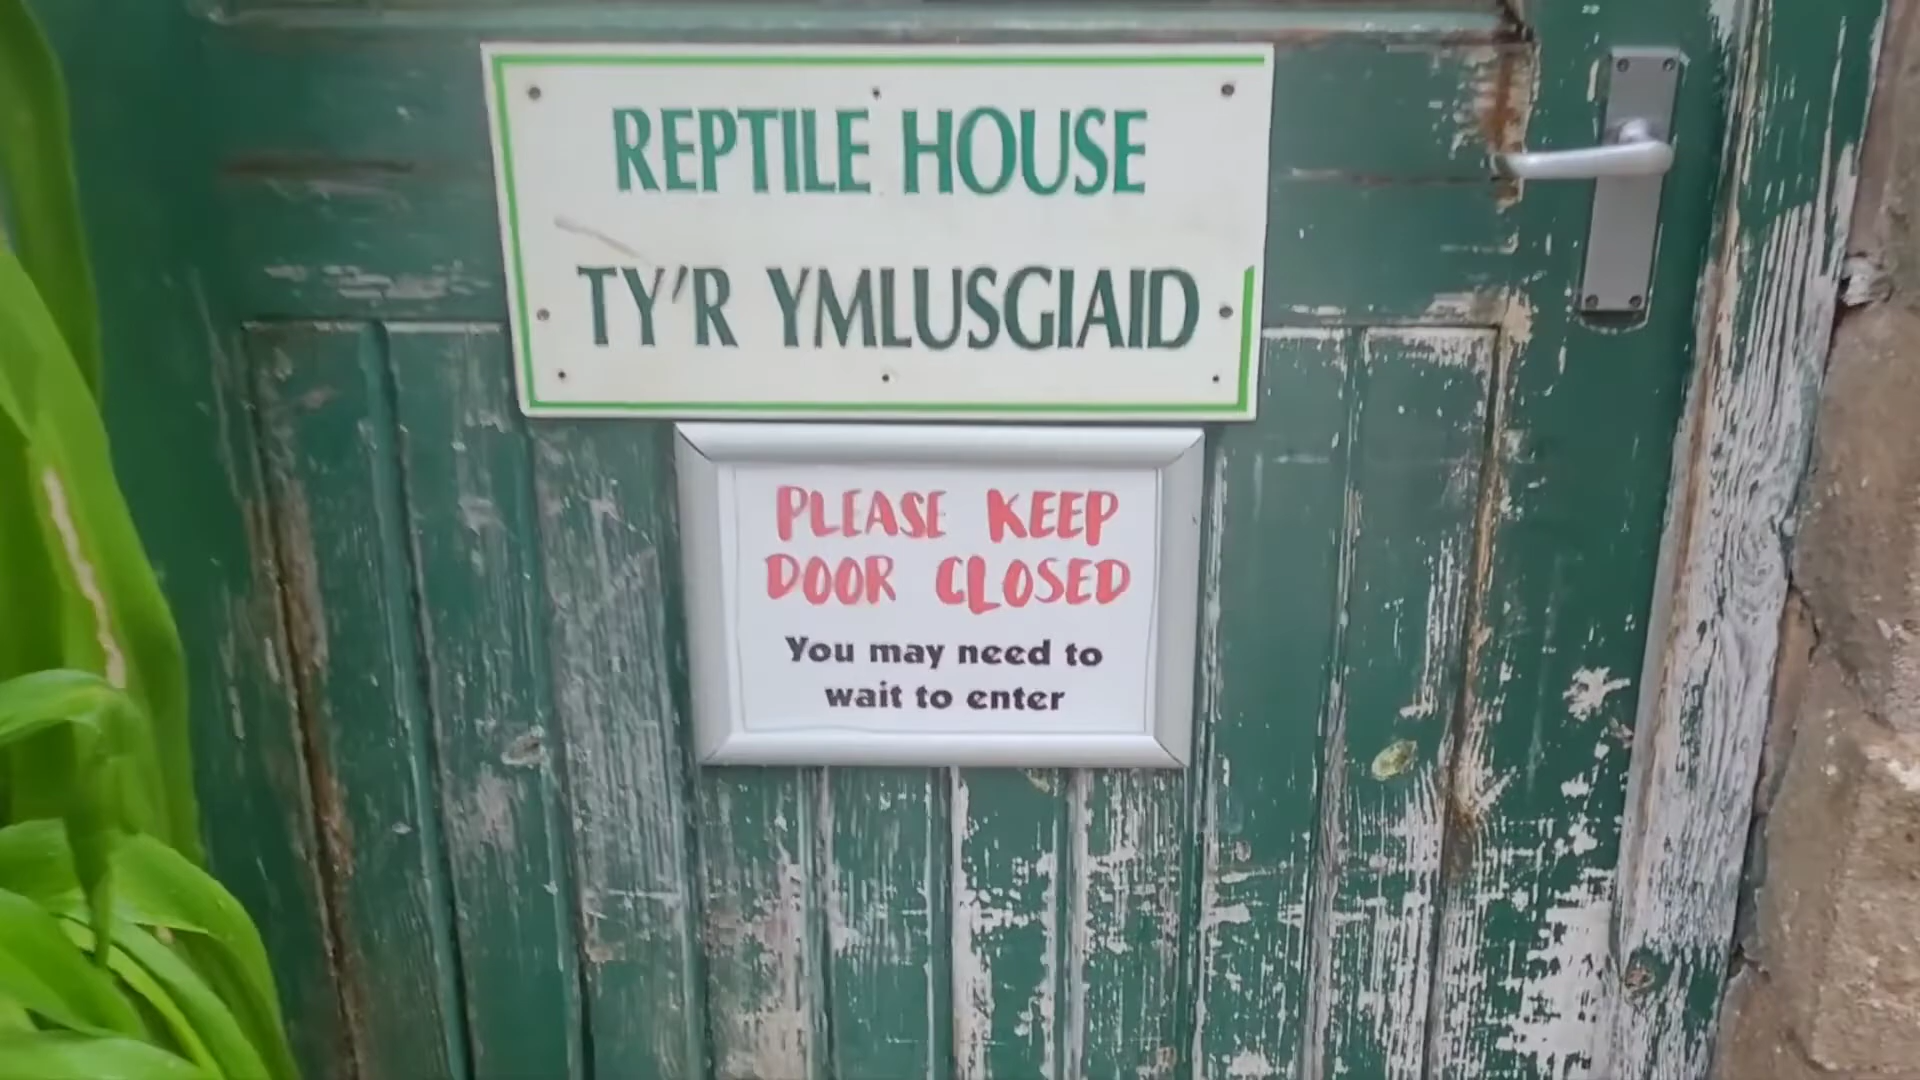 REPTILE HOUSE
TY'R YMLUSGIAID
PLEASE KEEP
DOOR CLOSED
You may need to
wait to enter